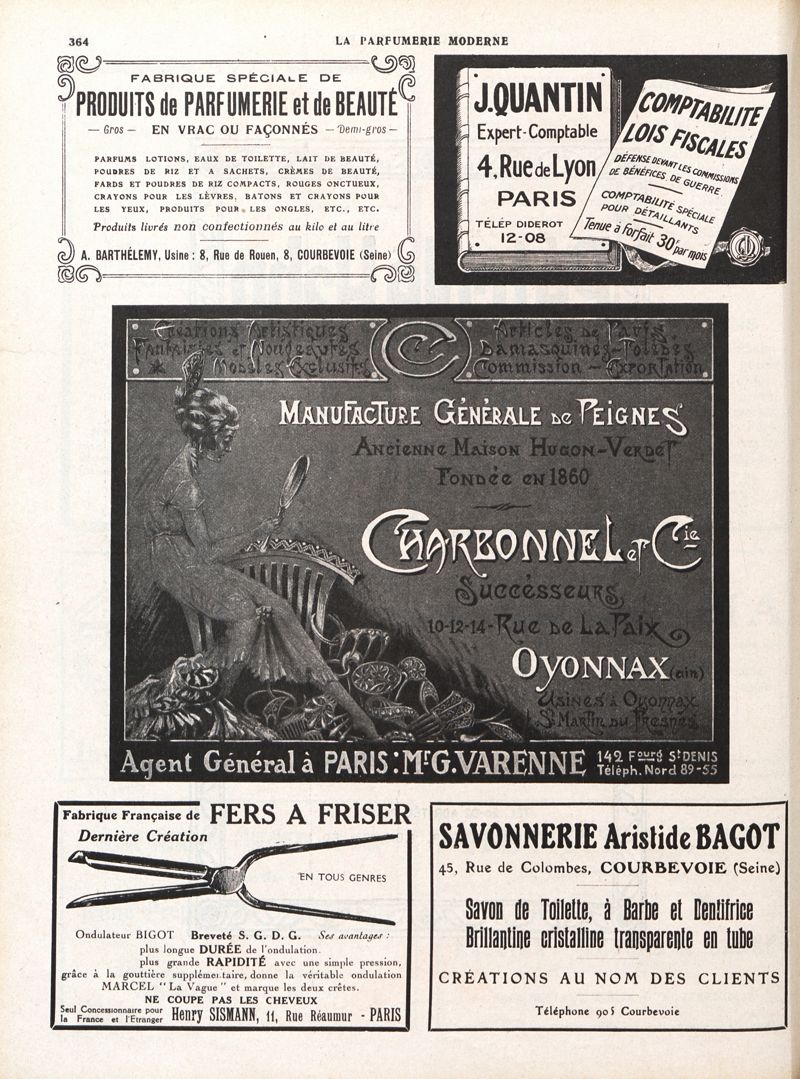 364
LA PARFUMERIE MODERNE
FABRIQUE SPÉCIALE DE
PRODUITS de PARFUMERIE et de BEAUTÉ
— Gros — EN VRAC OU FAÇONNÉS — Demi-gros —
PARFUMS LOTIONS, EAUX DE TOILETTE, LAIT DE BEAUTÉ,
POUDRES DE RIZ ET A SACHETS, CRÈMES DE BEAUTÉ,
FARDS ET POUDRES DE RIZ COMPACTS, ROUGES ONCTUEUX,
CRAYONS POUR LES LÈVRES, BATONS ET CRAYONS POUR
LES YEUX, PRODUITS POUR LES ONGLES, ETC., ETC.
Produits livrés non confectionnés au kilo et au litre
A. BARTHÉLEMY, Usine : 8, Rue de Rouen, 8, COURBEVOIE (Seine)
J. QUANTIN
Expert-Comptable
4, Rue de Lyon
PARIS
TÉLÉP DIDEROT
12-08
COMPTABILITÉ
LOIS FISCALES
DÉFENSE DEVANT LES COMMISSIONS
DE BÉNÉFICES DE GUERRE
COMPTABILITÉ SPÉCIALE
POUR DÉTAILLANTS
Tenue à forfait 30 f par mois
Créations Artistiques
Fantaisies et Nouveautés
Modèles Exclusifs
CC
Articles de Paris
Damasquinés-Tolèdes
Commission - Exportation
MANUFACTURE GÉNÉRALE DE PEIGNES
Ancienne Maison Hugon-Verdet
Fondée en 1860
CHARBONNEL et Cie
Successeurs,
10-12-14-Rue de La Paix
OYONNAX (ain)
Usines à Oyonnax
St Martin du Fresnes
Agent Général à PARIS: Mr G. VARENNE 142 Fourg St DENIS
Téléph. Nord 89-55
Fabrique Française de FERS A FRISER
Dernière Création
EN TOUS GENRES
Ondulateur BIGOT Breveté S. G. D. G. Ses avantages :
plus longue DURÉE de l'ondulation.
plus grande RAPIDITÉ avec une simple pression,
grâce à la gouttière supplémentaire, donne la véritable ondulation
MARCEL "La Vague" et marque les deux crêtes.
NE COUPE PAS LES CHEVEUX
Seul Concessionnaire pour la France et l'Etranger Henry SISMANN, 11, Rue Réaumur - PARIS
SAVONNERIE Aristide BAGOT
45, Rue de Colombes, COURBEVOIE (Seine)
Savon de Toilette, à Barbe et Dentifrice
Brillantine cristalline transparente en tube
CRÉATIONS AU NOM DES CLIENTS
Téléphone 905 Courbevoie